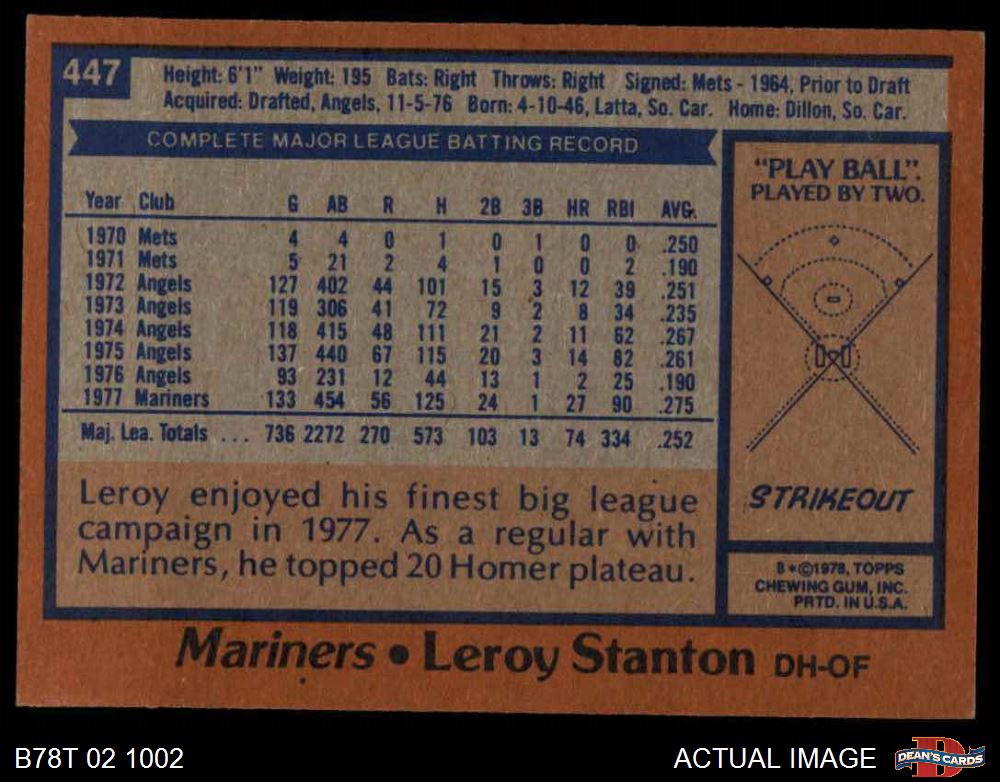 447
Height: 6'1" Weight: 195 Bats: Right Throws: Right Signed: Mets - 1964, Prior to Draft
Acquired: Drafted, Angels, 11-5-76 Born: 4-10-46, Latta, So. Car. Home: Dillon, So. Car.
COMPLETE MAJOR LEAGUE BATTING RECORD
Year Club G AB R H 2B 3B HR RBI AVG.
1970 Mets 4 4 0 1 0 1 0 0 .250
1971 Mets 5 21 2 4 1 0 0 2 .190
1972 Angels 127 402 44 101 15 3 12 39 .251
1973 Angels 119 306 41 72 9 2 8 34 .235
1974 Angels 118 415 48 111 21 2 11 62 .267
1975 Angels 137 440 67 115 20 3 14 82 .261
1976 Angels 93 231 12 44 13 1 2 25 .190
1977 Mariners 133 454 56 125 24 1 27 90 .275
Maj. Lea. Totals ... 736 2272 270 573 103 13 74 334 .252
Leroy enjoyed his finest big league
campaign in 1977. As a regular with
Mariners, he topped 20 Homer plateau.
"PLAY BALL".
PLAYED BY TWO.
STRIKEOUT
B*©1978, TOPPS
CHEWING GUM, INC.
PRTD. IN U.S.A.
Mariners • Leroy Stanton DH-OF
B78T 02 1002
ACTUAL IMAGE
D
DEAN'S CARDS